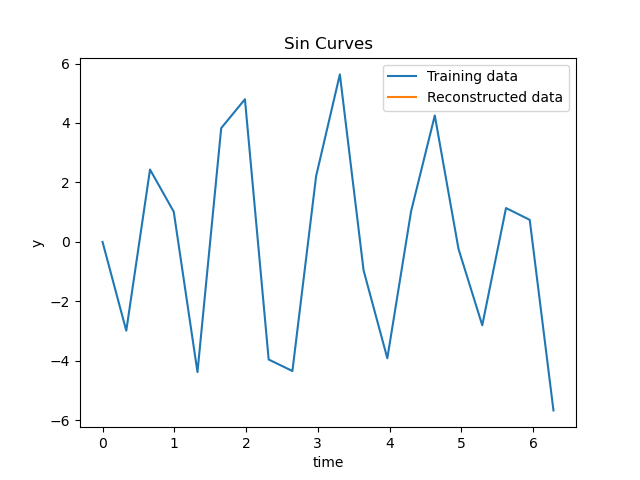 Sin Curves
Training data
Reconstructed data
6
4
2
0
−2
−4
−6
y
0 1 2 3 4 5 6
time